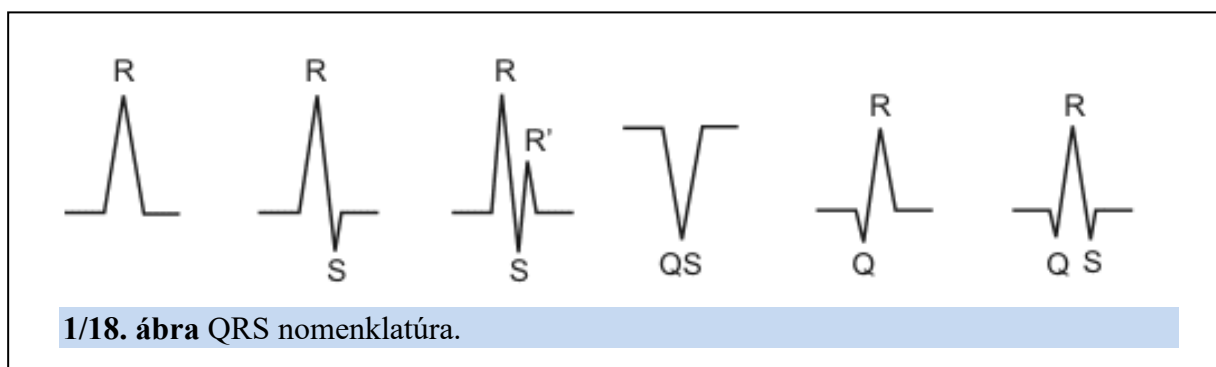 R R R R' R R
S S QS Q Q S
1/18. ábra QRS nomenklatúra.